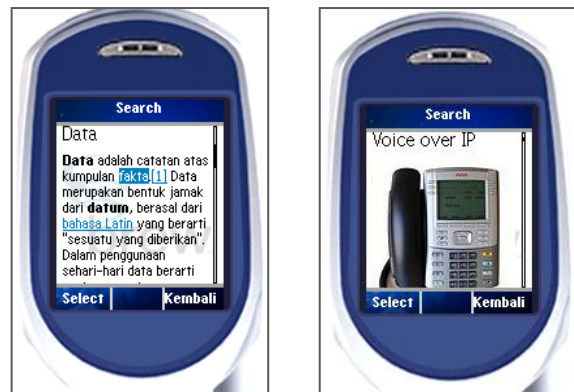 Search
Data
Data adalah catatan atas
kumpulan fakta.[1] Data
merupakan bentuk jamak
dari datum, berasal dari
bahasa Latin yang berarti
"sesuatu yang diberikan".
Dalam penggunaan
sehari-hari data berarti
Select Kembali
Search
Voice over IP
Select Kembali